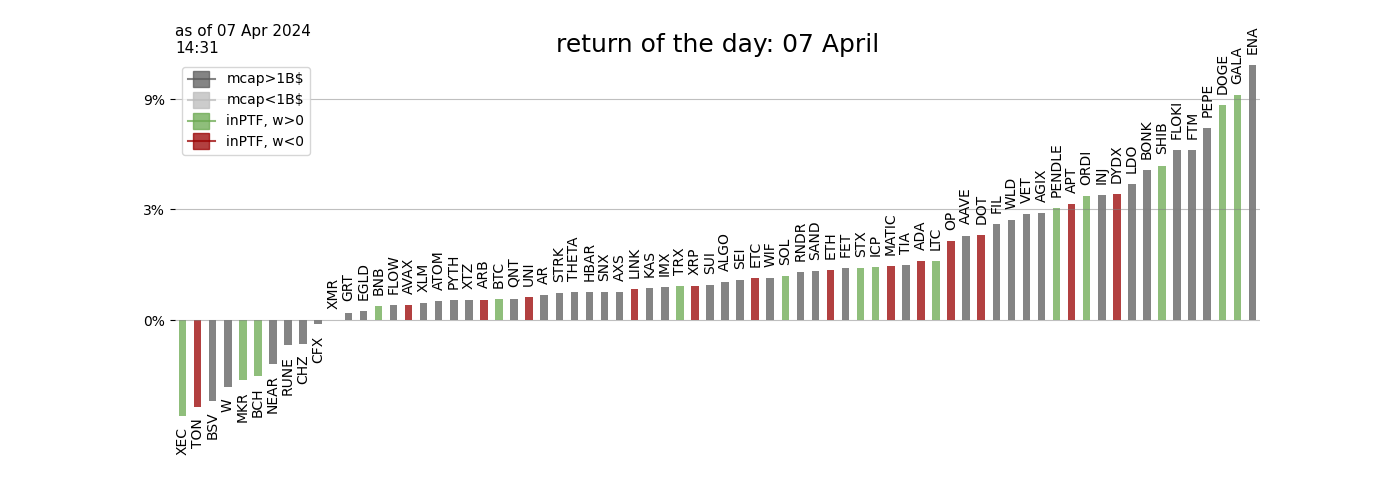 as of 07 Apr 2024
14:31
return of the day: 07 April
mcap>1B$
mcap<1B$
inPTF, w>0
inPTF, w<0
9%
3%
0%
XEC
TON
BSV
W
MKR
BCH
NEAR
RUNE
CHZ
CFX
XMR
GRT
EGLD
BNB
FLOW
AVAX
XLM
ATOM
PYTH
XTZ
ARB
BTC
QNT
UNI
AR
STRK
THETA
HBAR
SNX
AXS
LINK
KAS
IMX
TRX
XRP
SUI
ALGO
SEI
ETC
WIF
SOL
RNDR
SAND
ETH
FET
STX
ICP
MATIC
TIA
ADA
LTC
OP
AAVE
DOT
FIL
WLD
VET
AGIX
PENDLE
APT
ORDI
INJ
DYDX
LDO
BONK
SHIB
FLOKI
FTM
PEPE
DOGE
GALA
ENA